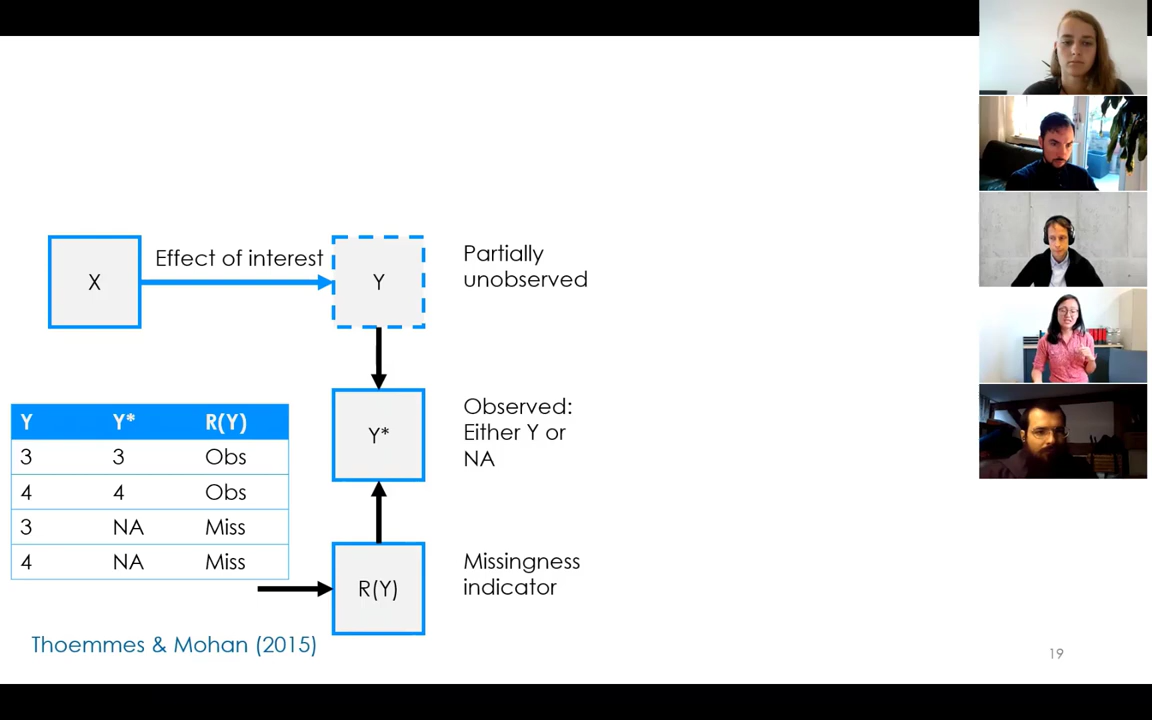 X
Effect of interest
Y
Partially
unobserved
Y*
Observed:
Either Y or
NA
Y Y* R(Y)
3 3 Obs
4 4 Obs
3 NA Miss
4 NA Miss
R(Y)
Missingness
indicator
Thoemmes & Mohan (2015)
19